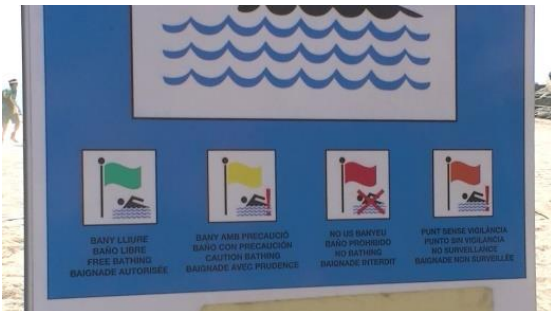 BANY LLIURE
BAÑO LIBRE
FREE BATHING
BAIGNADE AUTORISÉE
BANY AMB PRECAUCIÓ
BAÑO CON PRECAUCIÓN
CAUTION BATHING
BAIGNADE AVEC PRUDENCE
NO US BANYEU
BAÑO PROHIBIDO
NO BATHING
BAIGNADE INTERDIT
PUNT SENSE VIGILÀNCIA
PUNTO SIN VIGILANCIA
NO SURVEILLANCE
BAIGNADE NON SURVEILLÉE